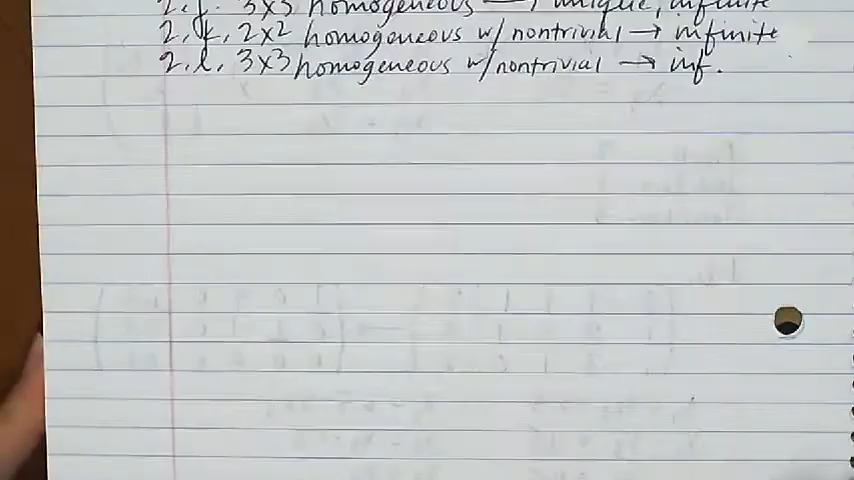 2.j. 3x3 homogeneous → unique, infinite
2.k. 2x2 homogeneous w/ nontrivial → infinite
2.l. 3x3 homogeneous w/ nontrivial → inf.